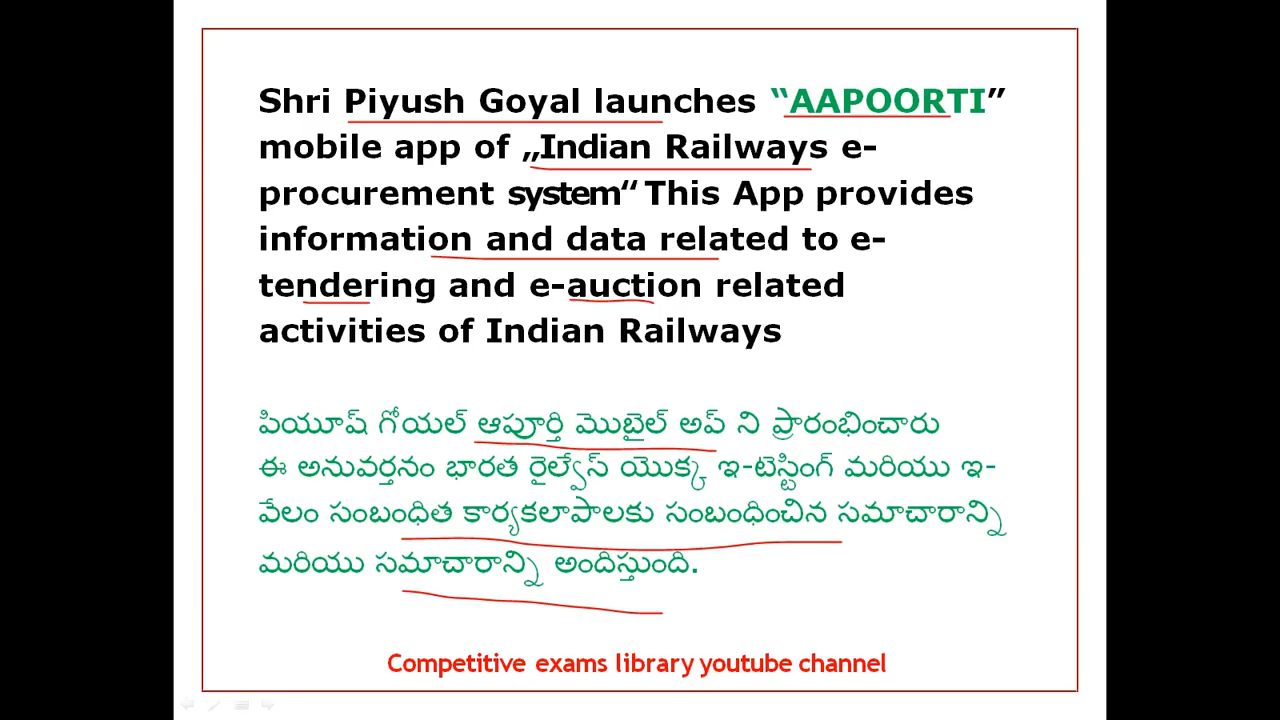 Shri Piyush Goyal launches “AAPOORTI”
mobile app of „Indian Railways e-
procurement system“ This App provides
information and data related to e-
tendering and e-auction related
activities of Indian Railways
పియూష్ గోయల్ ఆపూర్తి మొబైల్ అప్ ని ప్రారంభించారు
ఈ అనువర్తనం భారత రైల్వేస్ యొక్క ఇ-టెస్టింగ్ మరియు ఇ-
వేలం సంబంధిత కార్యకలాపాలకు సంబంధించిన సమాచారాన్ని
మరియు సమాచారాన్ని అందిస్తుంది.
Competitive exams library youtube channel